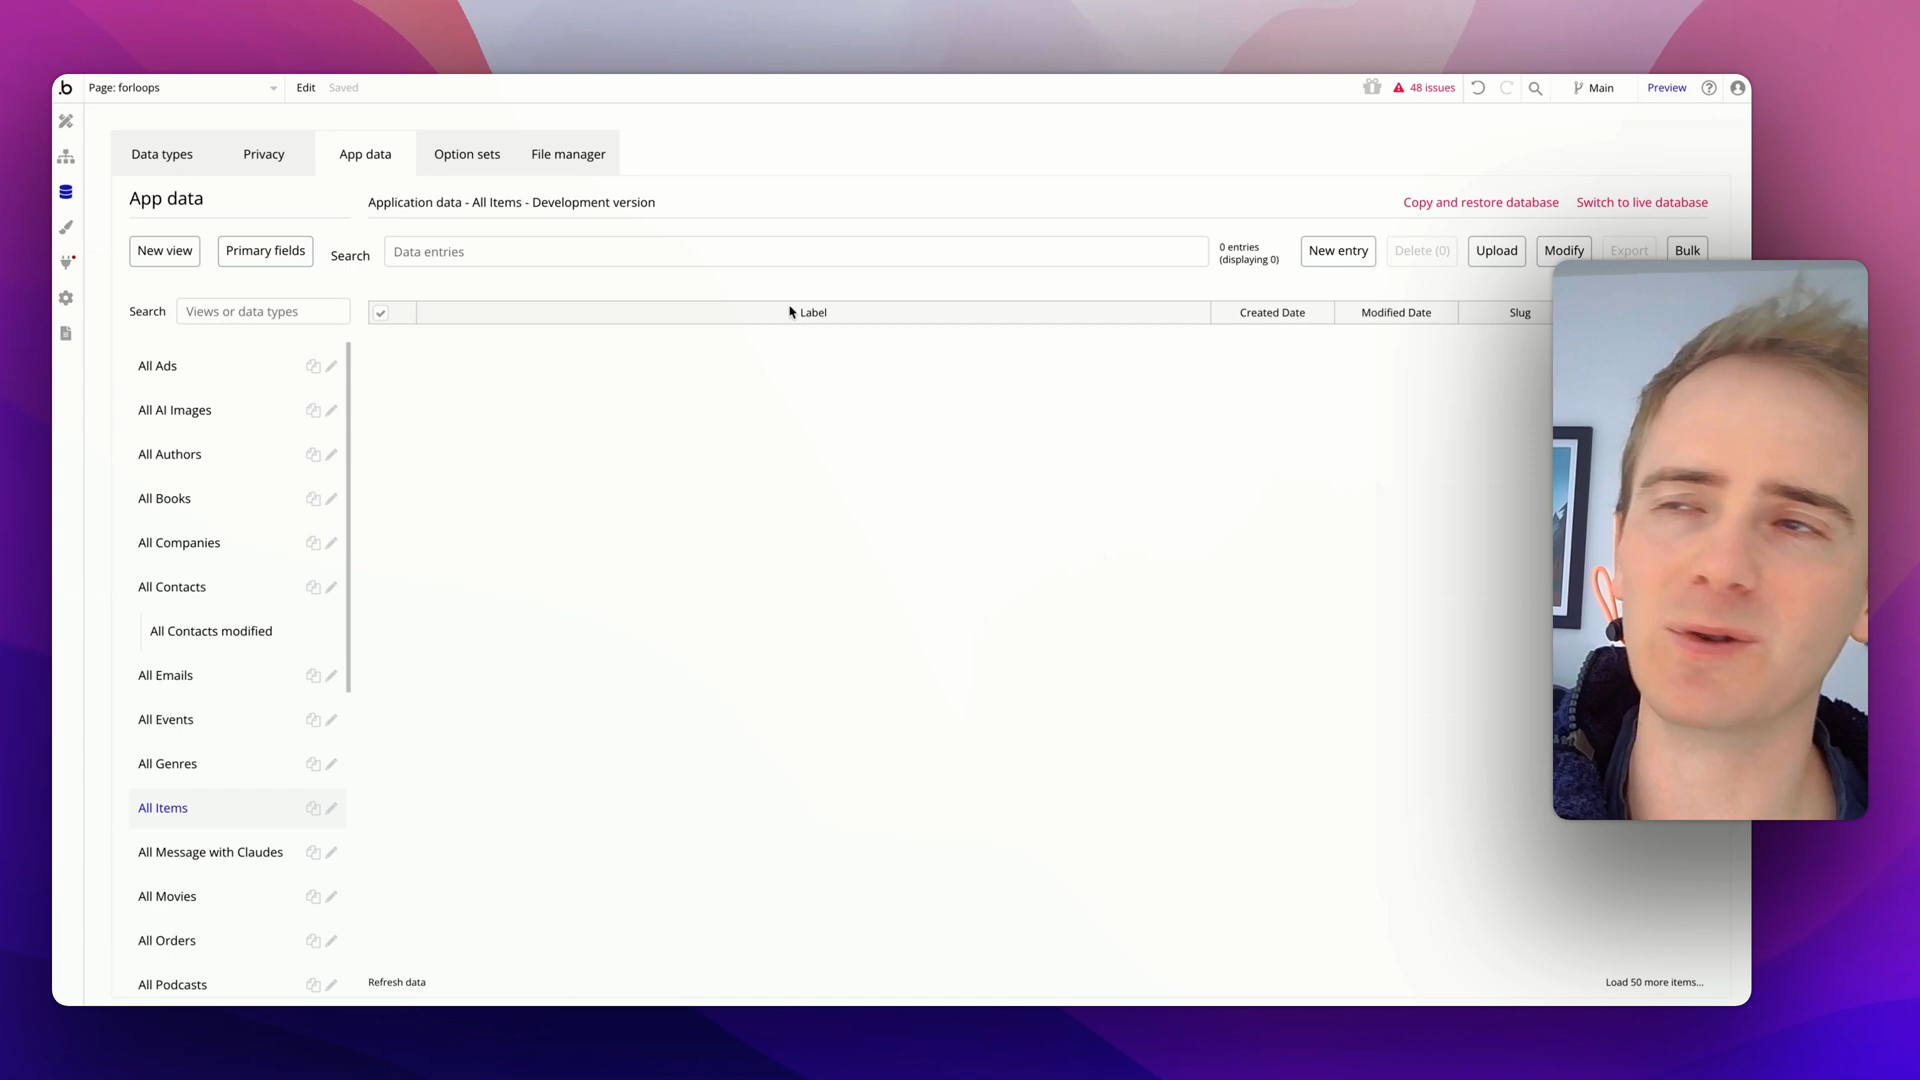 .b Page: forloops Edit Saved 48 issues Main Preview
Data types Privacy App data Option sets File manager
App data
Application data - All Items - Development version
Copy and restore database Switch to live database
New view Primary fields Search Data entries
0 entries
(displaying 0)
New entry Delete (0) Upload Modify Export Bulk
Search Views or data types
Label Created Date Modified Date Slug
All Ads
All AI Images
All Authors
All Books
All Companies
All Contacts
All Contacts modified
All Emails
All Events
All Genres
All Items
All Message with Claudes
All Movies
All Orders
All Podcasts
Refresh data
Load 50 more items...